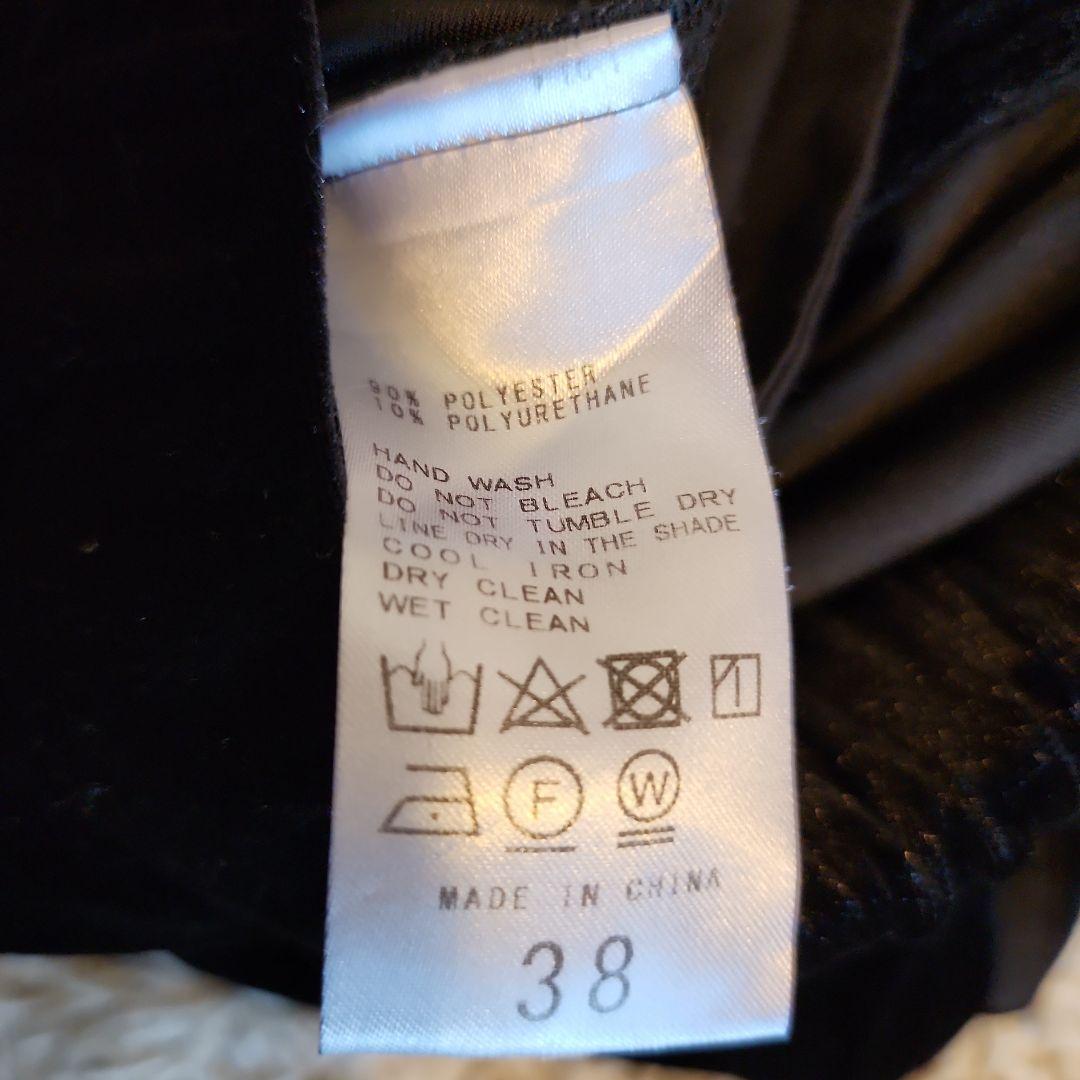 90% POLYESTER
10% POLYURETHANE
HAND WASH
DO NOT BLEACH
DO NOT TUMBLE DRY
LINE DRY IN THE SHADE
COOL IRON
DRY CLEAN
WET CLEAN
F
W
MADE IN CHINA
38